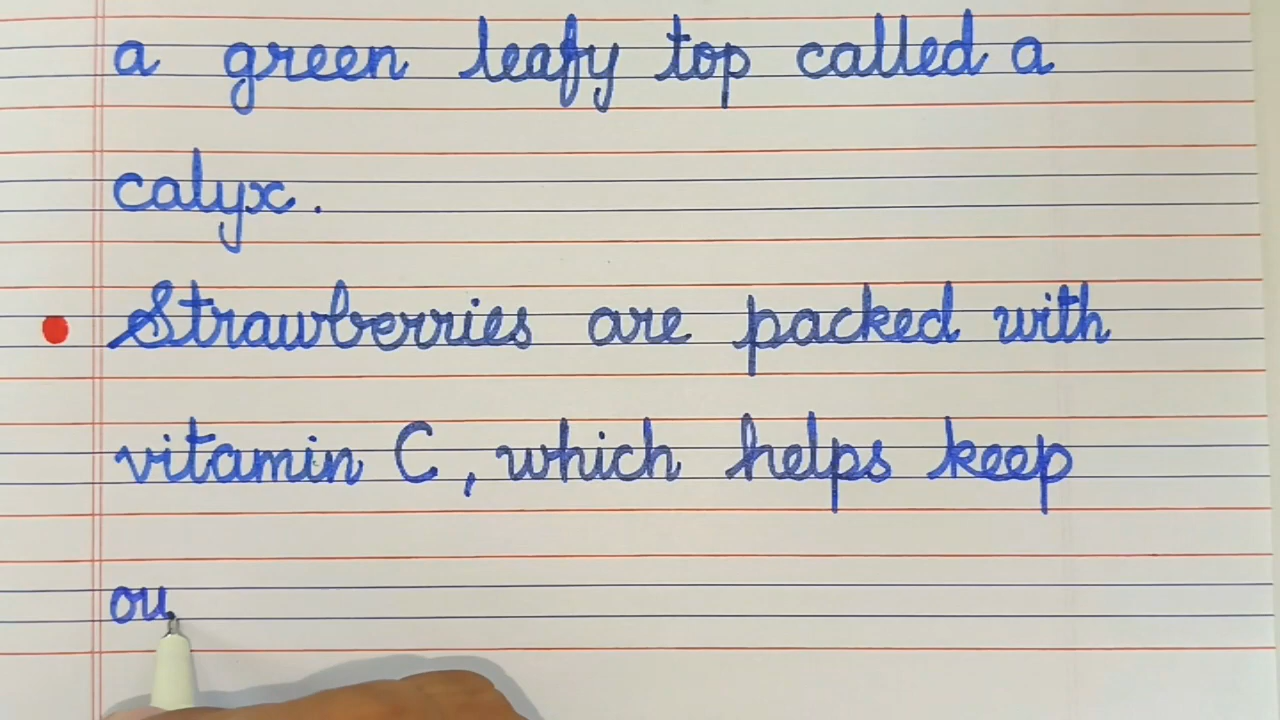 a green leafy top called a
calyx.
Strawberries are packed with
vitamin C, which helps keep
ou